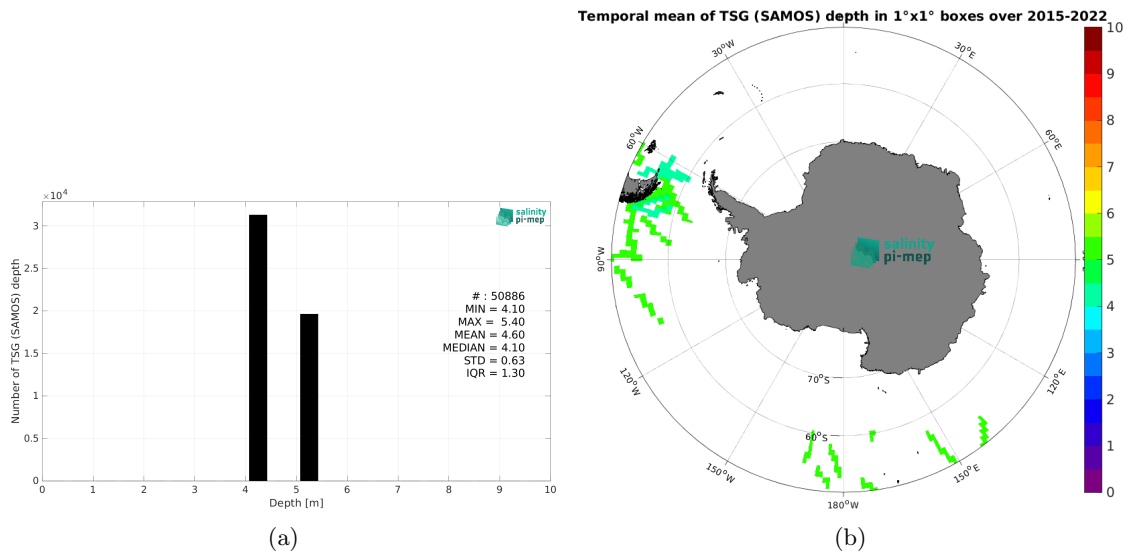 Temporal mean of TSG (SAMOS) depth in 1°x1° boxes over 2015-2022
×10⁴
3
2.5
2
1.5
1
0.5
0
Number of TSG (SAMOS) depth
salinity
pi-mep
# : 50886
MIN = 4.10
MAX = 5.40
MEAN = 4.60
MEDIAN = 4.10
STD = 0.63
IQR = 1.30
0 1 2 3 4 5 6 7 8 9 10
Depth [m]
(a)
30°W
30°E
60°W
60°E
90°W
120°W
120°E
150°W
150°E
180°W
70°S
60°S
salinity
pi-mep
10
9
8
7
6
5
4
3
2
1
0
(b)